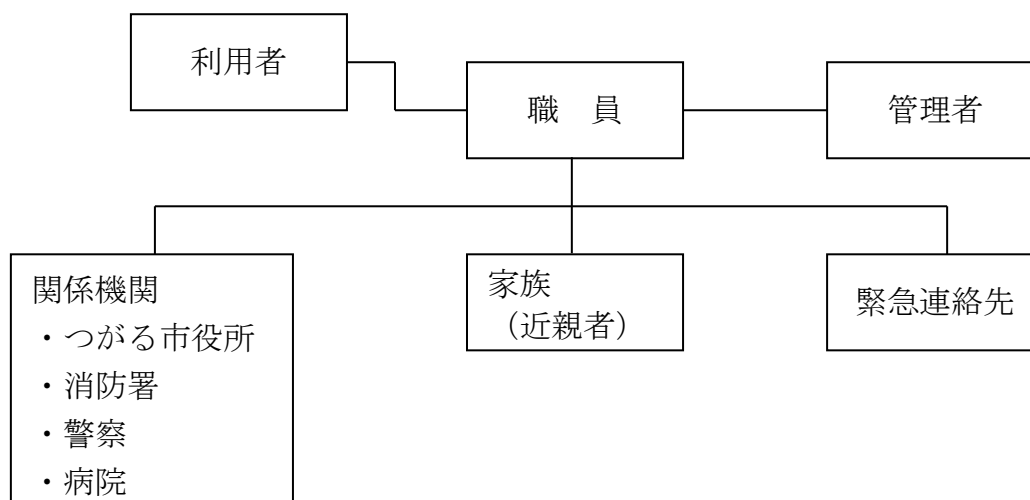 利用者
職　員
管理者
関係機関
・つがる市役所
・消防署
・警察
・病院
家族
（近親者）
緊急連絡先